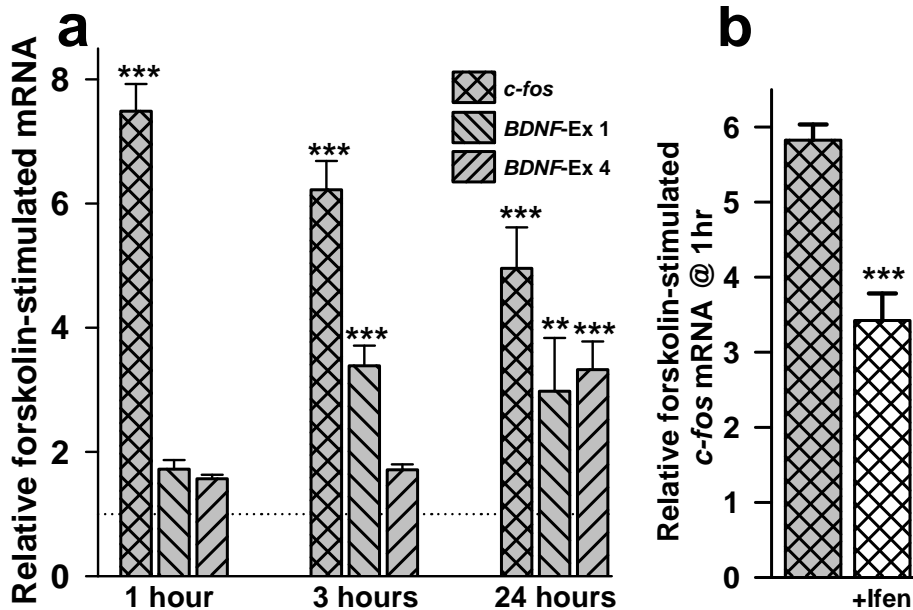 a
Relative forskolin-stimulated mRNA
8
6
4
2
0
***
***
***
***
**
***
c-fos
BDNF-Ex 1
BDNF-Ex 4
1 hour
3 hours
24 hours
b
Relative forskolin-stimulated
c-fos mRNA @ 1hr
6
5
4
3
2
1
0
***
+Ifen